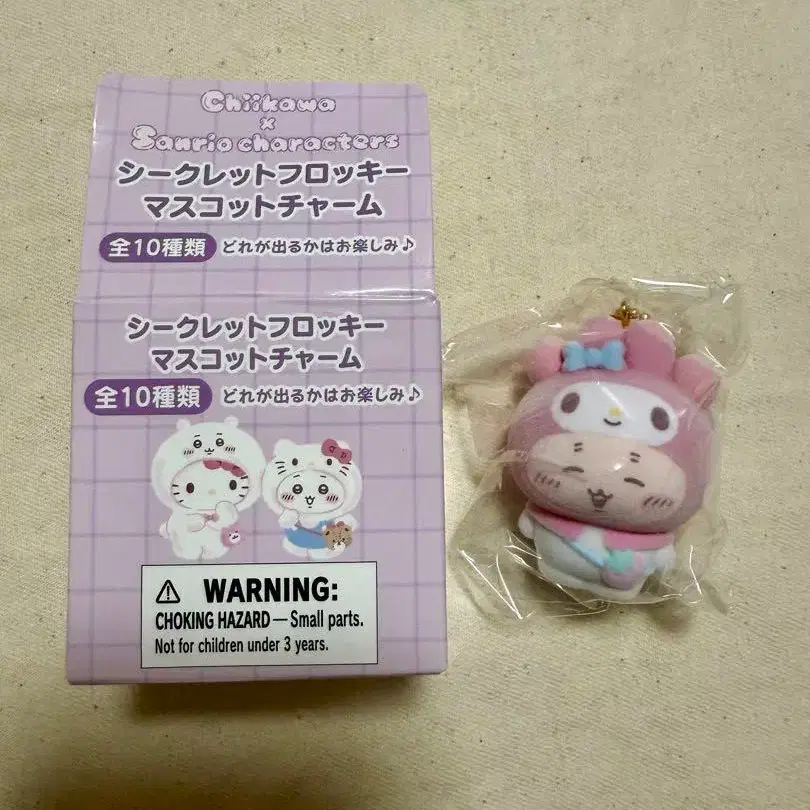 Chiikawa
x
Sanrio characters
シークレットフロッキー
マスコットチャーム
全10種類 どれが出るかはお楽しみ♪
シークレットフロッキー
マスコットチャーム
全10種類 どれが出るかはお楽しみ♪
WARNING:
CHOKING HAZARD — Small parts.
Not for children under 3 years.